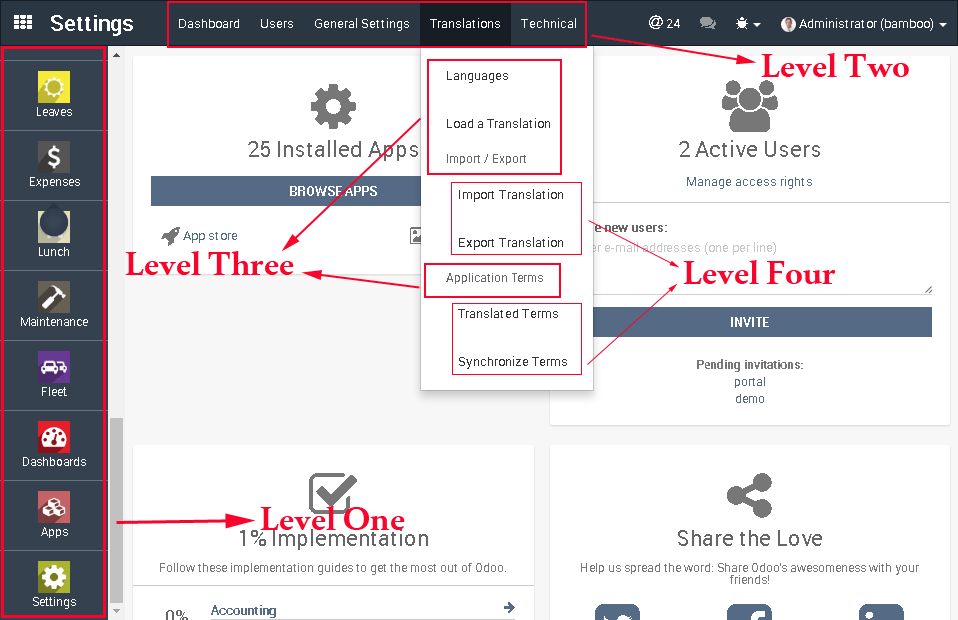 Settings
Dashboard Users General Settings Translations Technical
@ 24 Administrator (bamboo)
Leaves
Expenses
Lunch
Maintenance
Fleet
Dashboards
Apps
Settings
Level One
Level Two
Languages
Load a Translation
Import / Export
Import Translation
Export Translation
Application Terms
Translated Terms
Synchronize Terms
Level Three
Level Four
25 Installed Apps
BROWSE APPS
App store
2 Active Users
Manage access rights
e new users:
er e-mail addresses (one per line)
INVITE
Pending invitations:
portal
demo
1% Implementation
Follow these implementation guides to get the most out of Odoo.
0% Accounting
Share the Love
Help us spread the word: Share Odoo's awesomeness with your
friends!